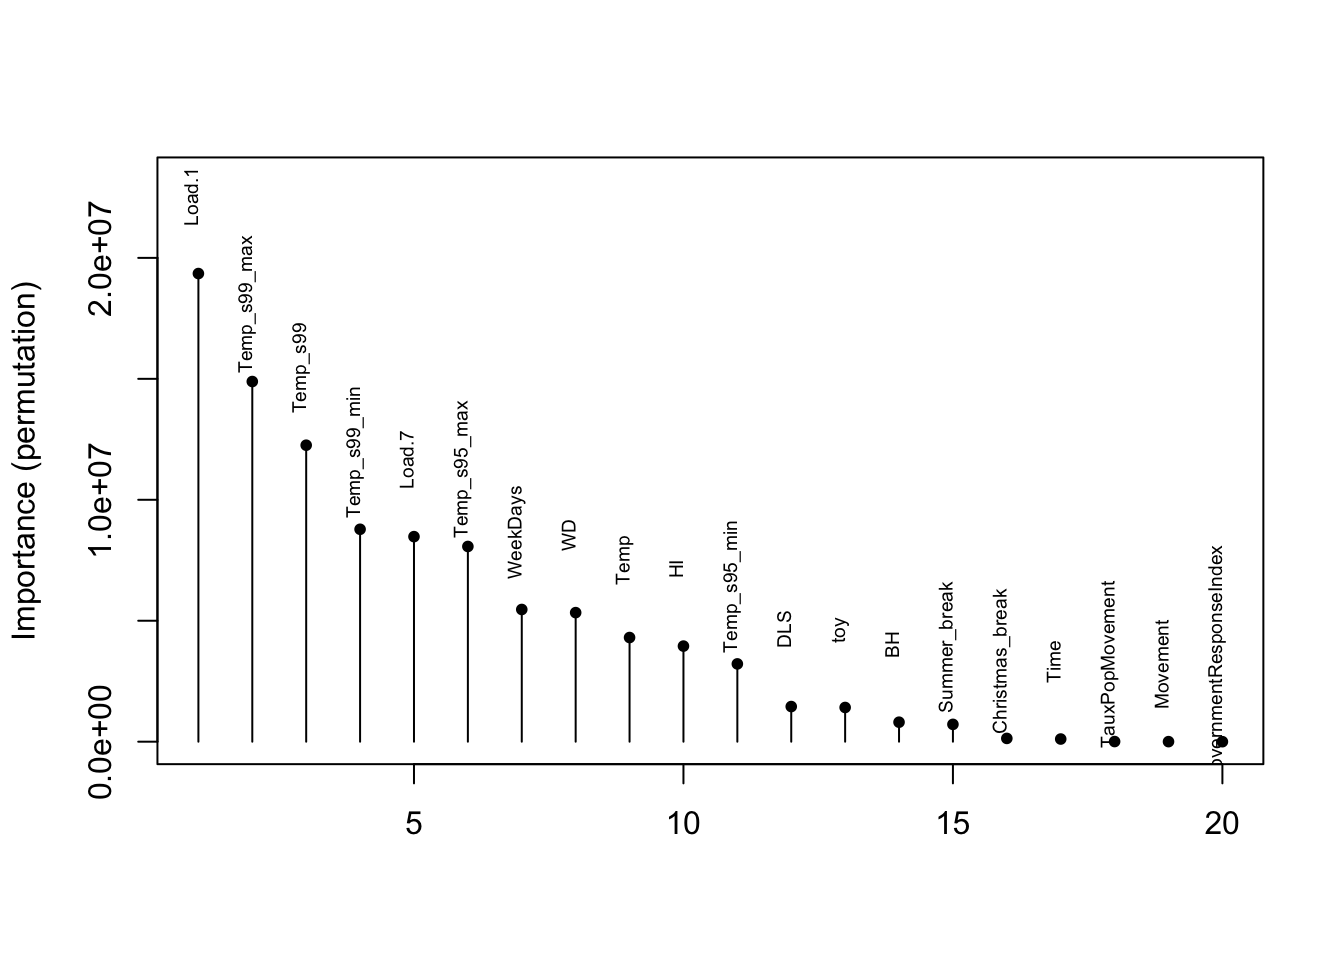 Importance (permutation)
2.0e+07
1.0e+07
0.0e+00
Load.1
Temp_s99_max
Temp_s99
Temp_s99_min
Load.7
Temp_s95_max
WeekDays
WD
Temp
HI
Temp_s95_min
DLS
toy
BH
Summer_break
Christmas_break
Time
TauxPopMovement
Movement
overnmentResponseIndex
5 10 15 20